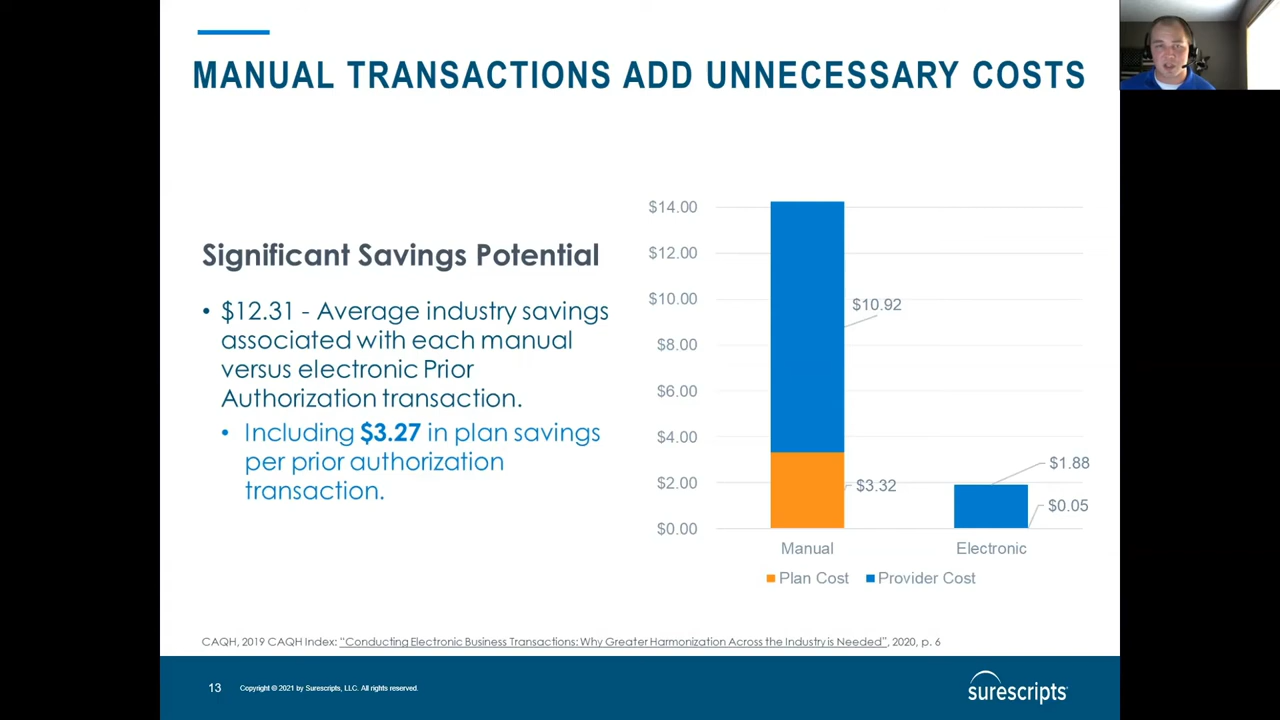 MANUAL TRANSACTIONS ADD UNNECESSARY COSTS
Significant Savings Potential
• $12.31 - Average industry savings
associated with each manual
versus electronic Prior
Authorization transaction.
• Including $3.27 in plan savings
per prior authorization
transaction.
$14.00
$12.00
$10.00
$8.00
$6.00
$4.00
$2.00
$0.00
$10.92
$3.32
$1.88
$0.05
Manual
Electronic
Plan Cost
Provider Cost
CAQH, 2019 CAQH Index: “Conducting Electronic Business Transactions: Why Greater Harmonization Across the Industry is Needed”, 2020, p. 6
13
Copyright © 2021 by Surescripts, LLC. All rights reserved.
surescripts